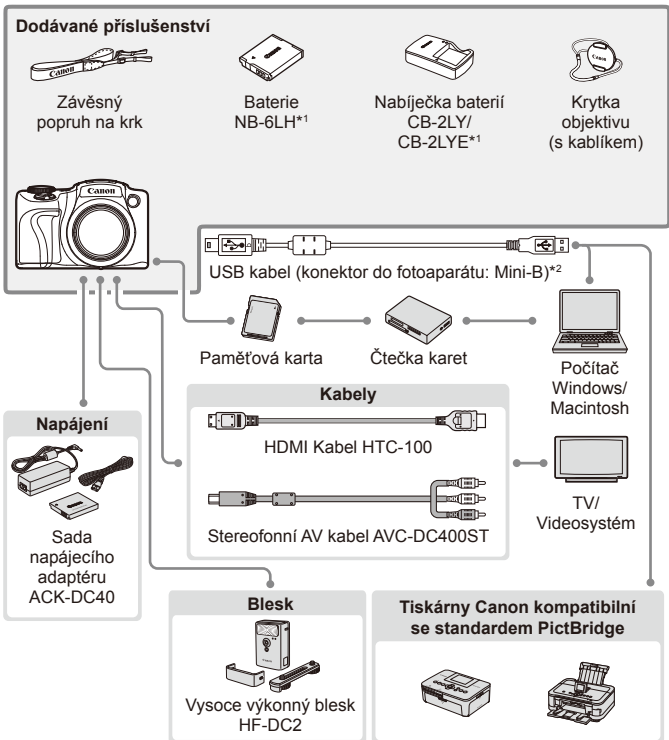 Dodávané příslušenství
Canon
Závěsný
popruh na krk
Baterie
NB-6LH*1
Nabíječka baterií
CB-2LY/
CB-2LYE*1
Canon
Krytka
objektivu
(s kablíkem)
Canon
USB kabel (konektor do fotoaparátu: Mini-B)*2
Paměťová karta
Čtečka karet
Počítač
Windows/
Macintosh
Kabely
HDMI Kabel HTC-100
Stereofonní AV kabel AVC-DC400ST
TV/
Videosystém
Napájení
Sada
napájecího
adaptéru
ACK-DC40
Blesk
Vysoce výkonný blesk
HF-DC2
Tiskárny Canon kompatibilní
se standardem PictBridge